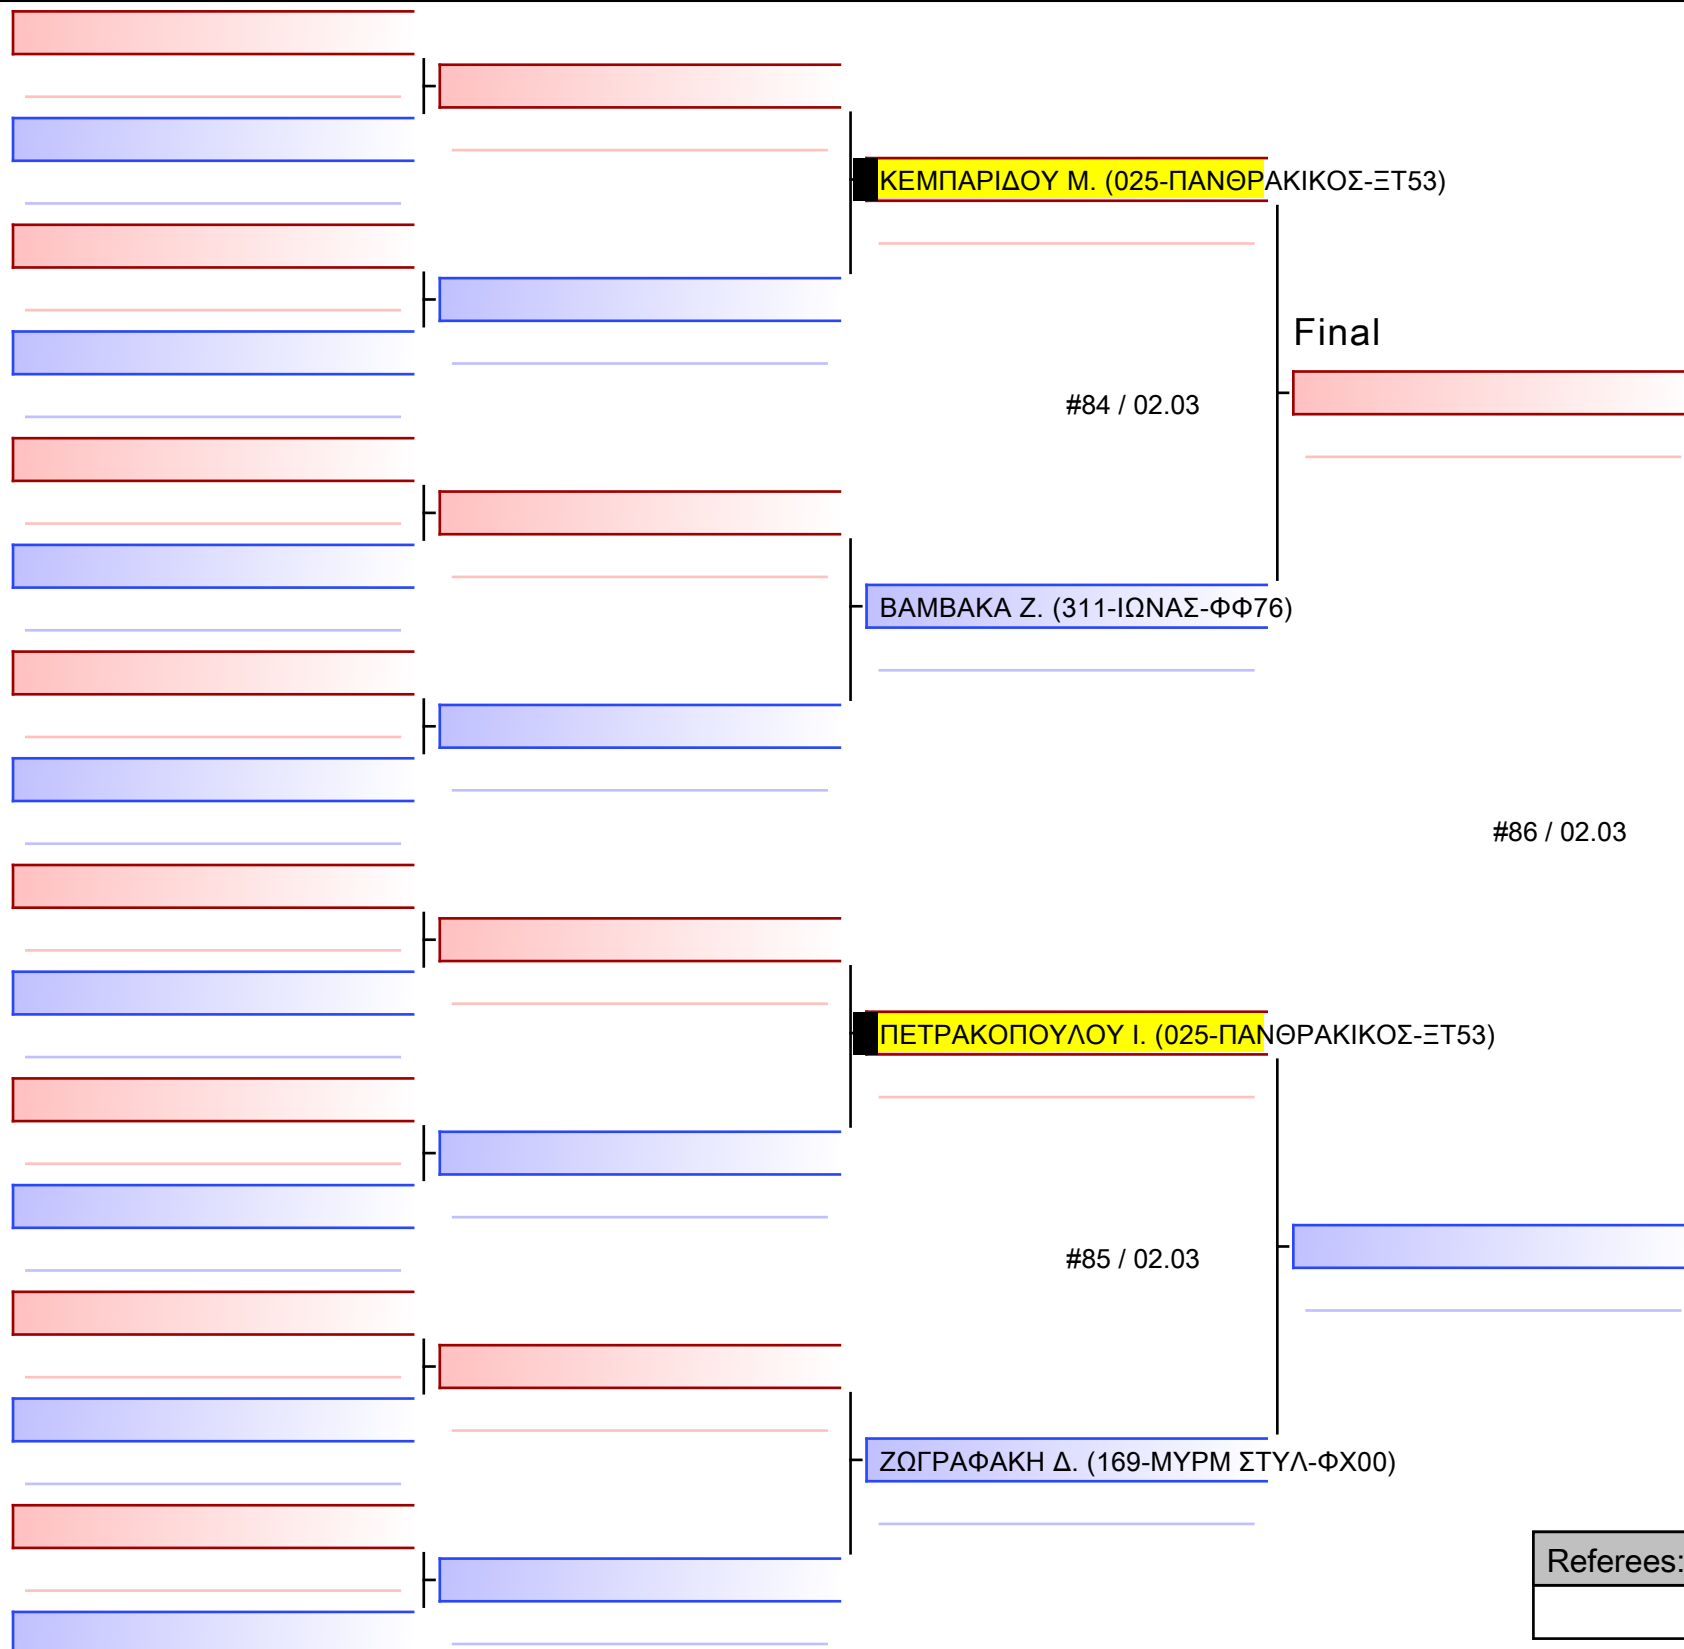 ΚΕΜΠΑΡΙΔΟΥ Μ. (025-ΠΑΝΘΡΑΚΙΚΟΣ-ΞΤ53)
Final
#84 / 02.03
ΒΑΜΒΑΚΑ Ζ. (311-ΙΩΝΑΣ-ΦΦ76)
#86 / 02.03
ΠΕΤΡΑΚΟΠΟΥΛΟΥ Ι. (025-ΠΑΝΘΡΑΚΙΚΟΣ-ΞΤ53)
#85 / 02.03
ΖΩΓΡΑΦΑΚΗ Δ. (169-ΜΥΡΜ ΣΤΥΛ-ΦΧ00)
Referees: